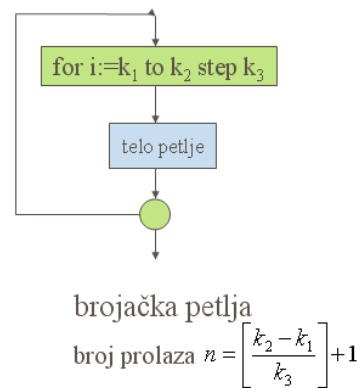 for i:=k₁ to k₂ step k₃
telo petlje
brojačka petlja
broj prolaza n = [(k₂ − k₁) / k₃] + 1